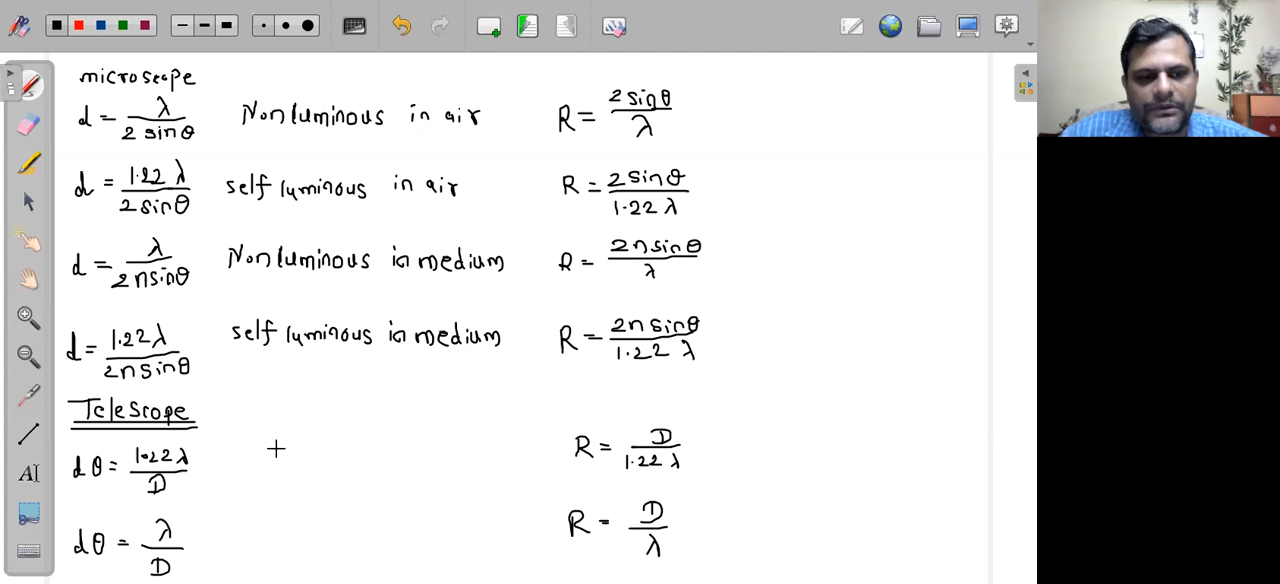 microscope
d = λ / 2 sinθ Nonluminous in air R = 2 sinθ / λ
d = 1.22 λ / 2 sinθ self luminous in air R = 2 sinθ / 1.22 λ
d = λ / 2n sinθ Nonluminous in medium R = 2n sinθ / λ
d = 1.22 λ / 2n sinθ self luminous in medium R = 2n sinθ / 1.22 λ
Telescope
dθ = 1.22 λ / D R = D / 1.22 λ
dθ = λ / D R = D / λ